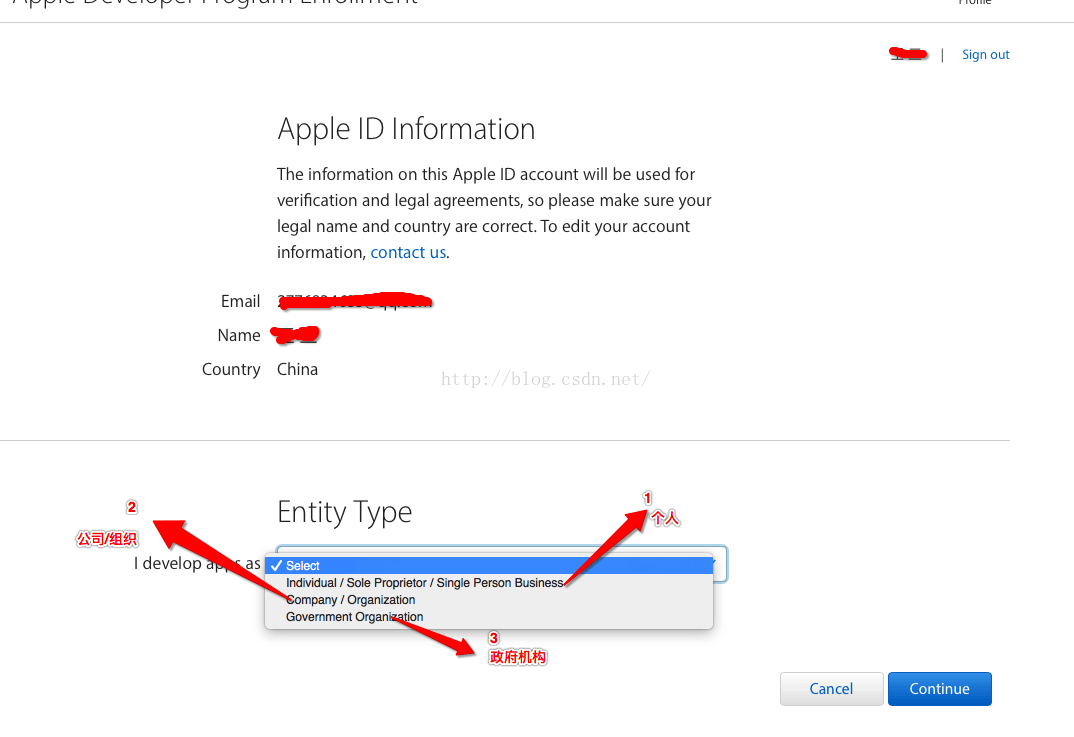 Apple Developer Program Enrollment
Profile
| Sign out
Apple ID Information
The information on this Apple ID account will be used for
verification and legal agreements, so please make sure your
legal name and country are correct. To edit your account
information, contact us.
Email
Name
Country China
http://blog.csdn.net/
Entity Type
1
个人
2
公司/组织
I develop apps as
Select
Individual / Sole Proprietor / Single Person Business
Company / Organization
Government Organization
3
政府机构
Cancel Continue